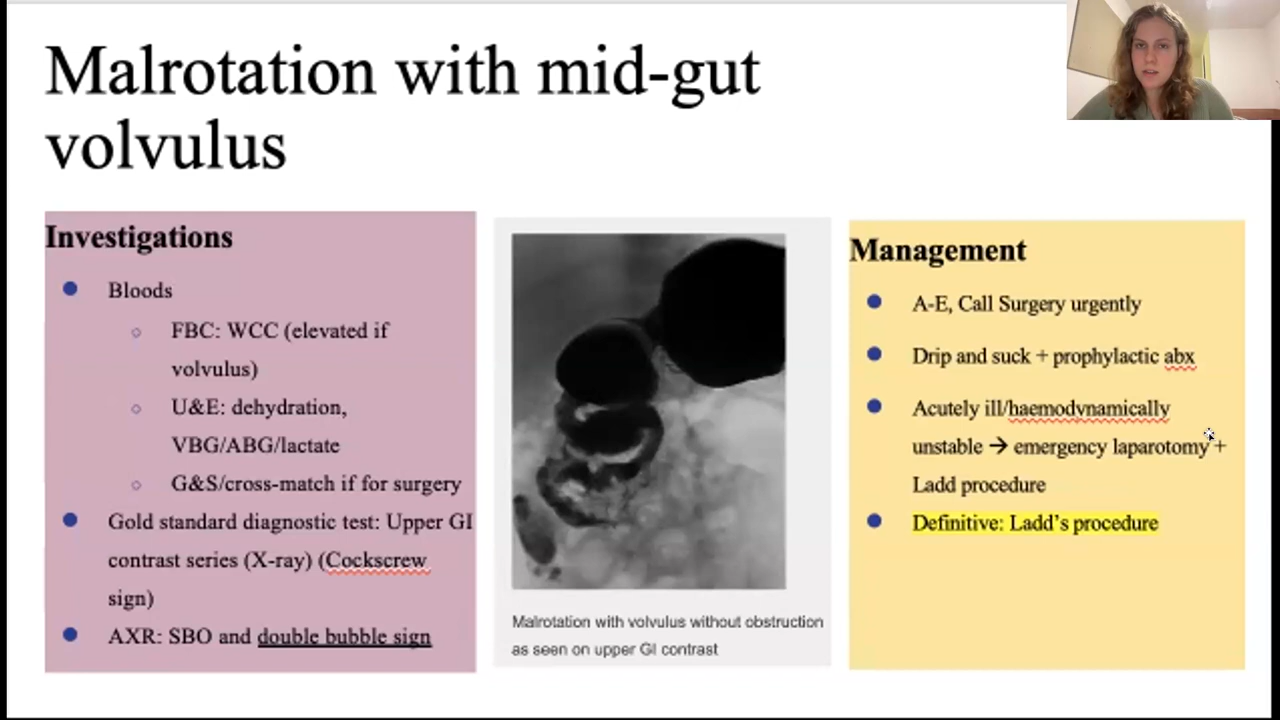 Malrotation with mid-gut
volvulus
Investigations
Bloods
FBC: WCC (elevated if
volvulus)
U&E: dehydration,
VBG/ABG/lactate
G&S/cross-match if for surgery
Gold standard diagnostic test: Upper GI
contrast series (X-ray) (Cockscrew
sign)
AXR: SBO and double bubble sign
Malrotation with volvulus without obstruction
as seen on upper GI contrast
Management
A-E, Call Surgery urgently
Drip and suck + prophylactic abx
Acutely ill/haemodvnamically
unstable → emergency laparotomy +
Ladd procedure
Definitive: Ladd’s procedure